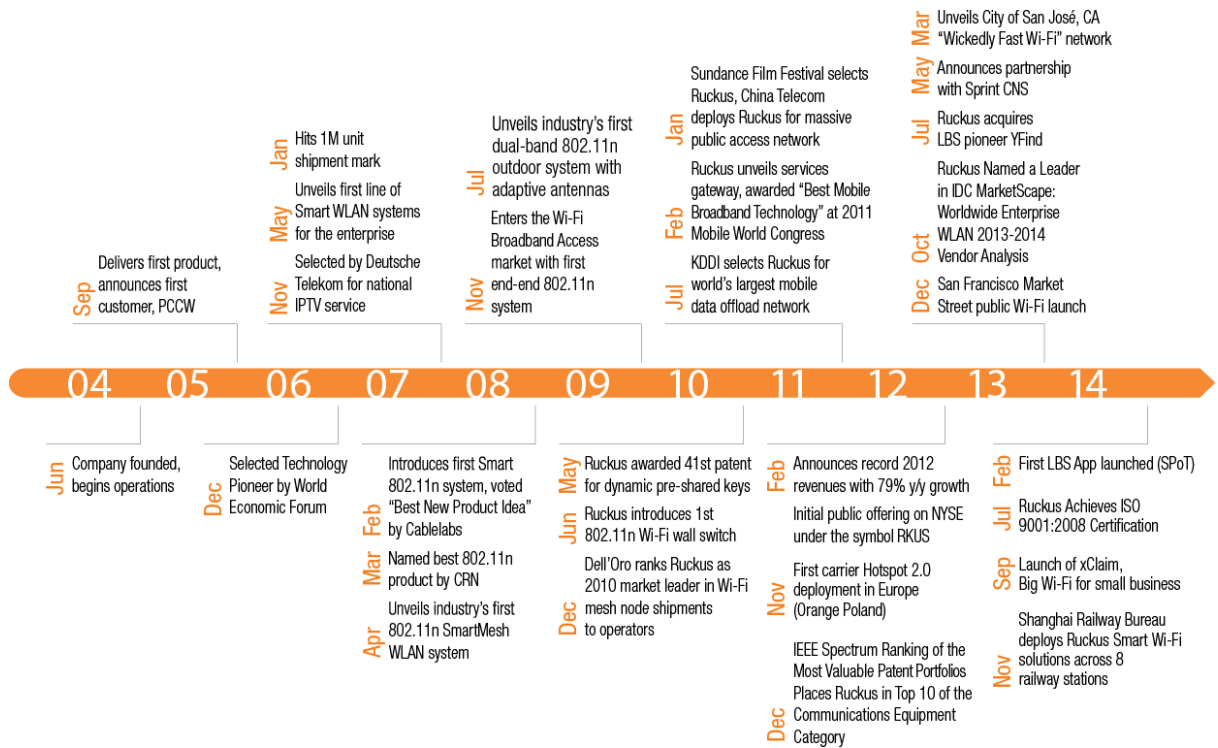 Sep
Delivers first product,
announces first
customer, PCCW
Jan
Hits 1M unit
shipment mark
May
Unveils first line of
Smart WLAN systems
for the enterprise
Nov
Selected by Deutsche
Telekom for national
IPTV service
Jul
Unveils industry’s first
dual-band 802.11n
outdoor system with
adaptive antennas
Nov
Enters the Wi-Fi
Broadband Access
market with first
end-end 802.11n
system
Jan
Sundance Film Festival selects
Ruckus, China Telecom
deploys Ruckus for massive
public access network
Feb
Ruckus unveils services
gateway, awarded “Best Mobile
Broadband Technology” at 2011
Mobile World Congress
Jul
KDDI selects Ruckus for
world’s largest mobile
data offload network
Mar
Unveils City of San José, CA
“Wickedly Fast Wi-Fi” network
May
Announces partnership
with Sprint CNS
Jul
Ruckus acquires
LBS pioneer YFind
Oct
Ruckus Named a Leader
in IDC MarketScape:
Worldwide Enterprise
WLAN 2013-2014
Vendor Analysis
Dec
San Francisco Market
Street public Wi-Fi launch
04 05 06 07 08 09 10 11 12 13 14
Jun
Company founded,
begins operations
Dec
Selected Technology
Pioneer by World
Economic Forum
Feb
Introduces first Smart
802.11n system, voted
“Best New Product Idea”
by Cablelabs
Mar
Named best 802.11n
product by CRN
Apr
Unveils industry’s first
802.11n SmartMesh
WLAN system
May
Ruckus awarded 41st patent
for dynamic pre-shared keys
Jun
Ruckus introduces 1st
802.11n Wi-Fi wall switch
Dec
Dell’Oro ranks Ruckus as
2010 market leader in Wi-Fi
mesh node shipments
to operators
Feb
Announces record 2012
revenues with 79% y/y growth
Initial public offering on NYSE
under the symbol RKUS
Nov
First carrier Hotspot 2.0
deployment in Europe
(Orange Poland)
Dec
IEEE Spectrum Ranking of the
Most Valuable Patent Portfolios
Places Ruckus in Top 10 of the
Communications Equipment
Category
Feb
First LBS App launched (SPoT)
Jul
Ruckus Achieves ISO
9001:2008 Certification
Sep
Launch of xClaim,
Big Wi-Fi for small business
Nov
Shanghai Railway Bureau
deploys Ruckus Smart Wi-Fi
solutions across 8
railway stations